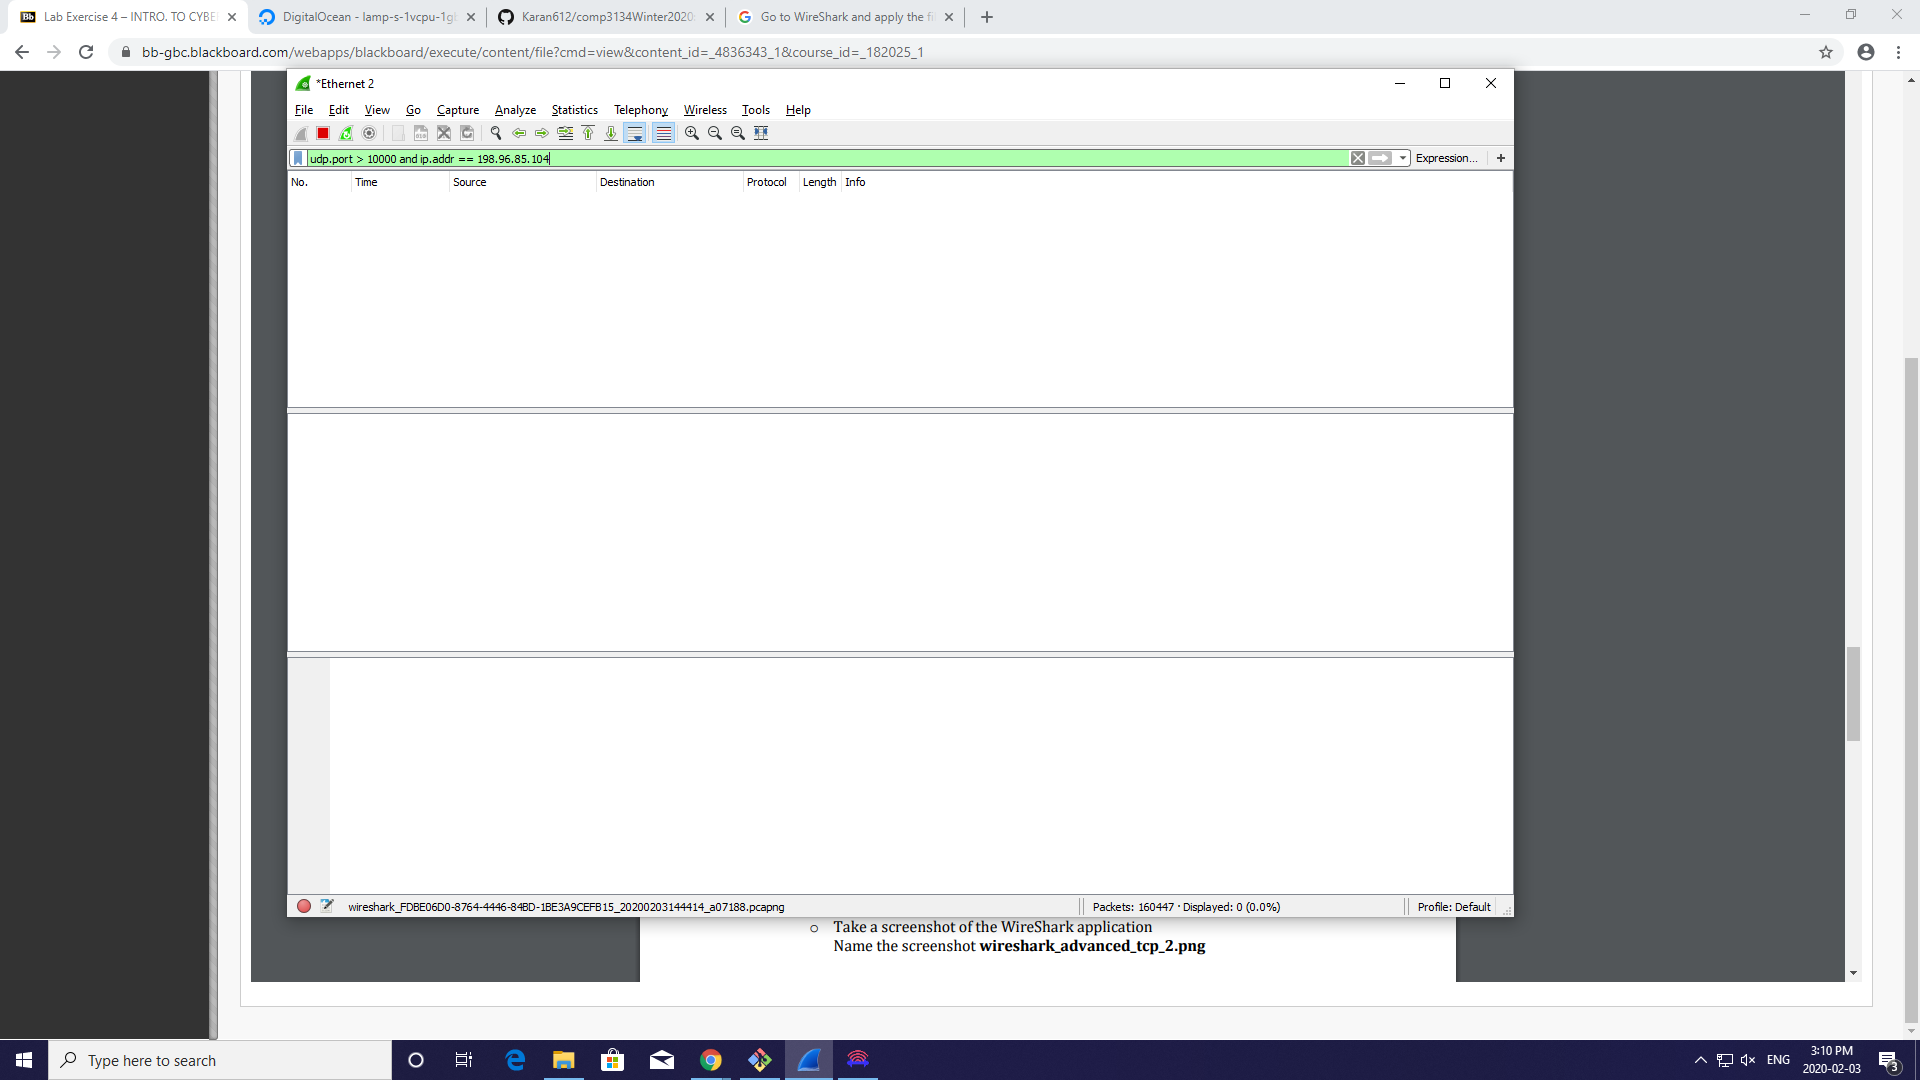 Lab Exercise 4 – INTRO. TO CYBE
DigitalOcean - lamp-s-1vcpu-1g
Karan612/comp3134Winter2020
Go to WireShark and apply the fi
bb-gbc.blackboard.com/webapps/blackboard/execute/content/file?cmd=view&content_id=_4836343_1&course_id=_182025_1
*Ethernet 2
File Edit View Go Capture Analyze Statistics Telephony Wireless Tools Help
udp.port > 10000 and ip.addr == 198.96.85.104
Expression...
No. Time Source Destination Protocol Length Info
wireshark_FDBE06D0-8764-4446-84BD-1BE3A9CEFB15_20200203144414_a07188.pcapng
Packets: 160447 · Displayed: 0 (0.0%)
Profile: Default
Take a screenshot of the WireShark application
Name the screenshot wireshark_advanced_tcp_2.png
Type here to search
ENG
3:10 PM
2020-02-03
3